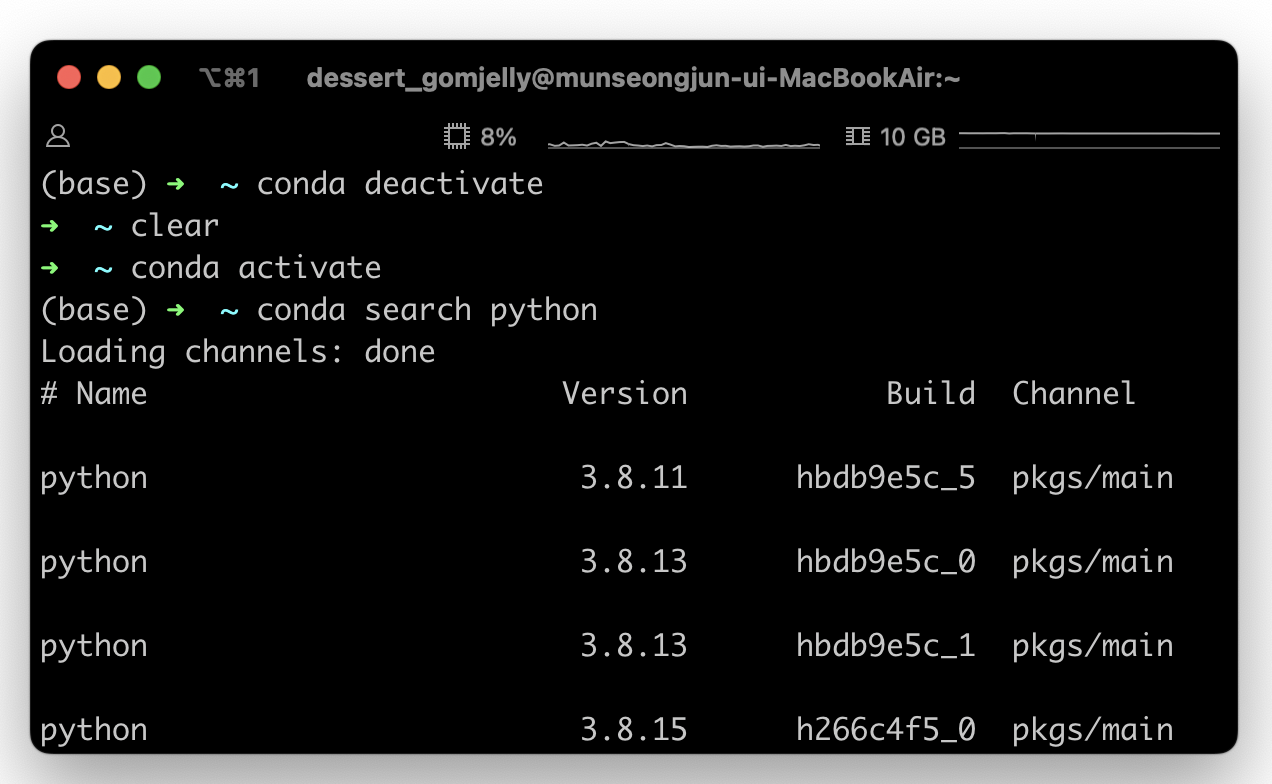 ⌥⌘1 dessert_gomjelly@munseongjun-ui-MacBookAir:~
8% 10 GB
(base) ➜ ~ conda deactivate
➜ ~ clear
➜ ~ conda activate
(base) ➜ ~ conda search python
Loading channels: done
# Name Version Build Channel
python 3.8.11 hbdb9e5c_5 pkgs/main
python 3.8.13 hbdb9e5c_0 pkgs/main
python 3.8.13 hbdb9e5c_1 pkgs/main
python 3.8.15 h266c4f5_0 pkgs/main